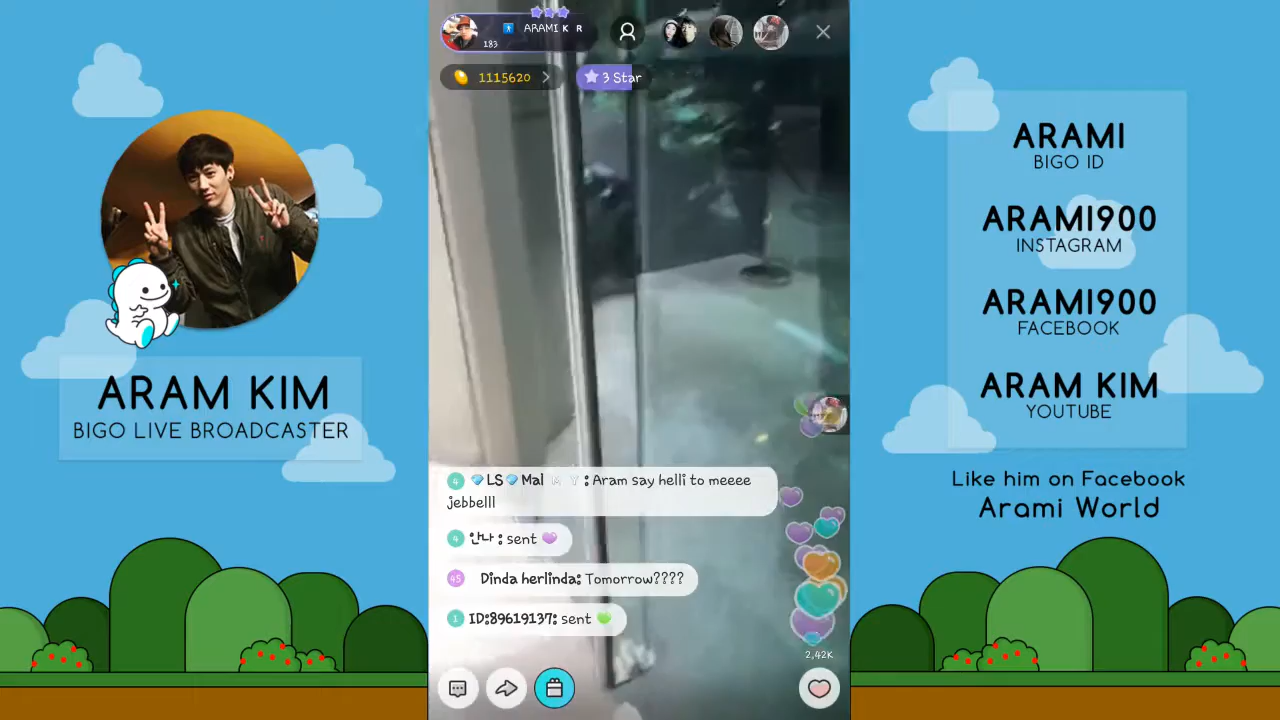 ARAM KIM
BIGO LIVE BROADCASTER
ARAMI K R
183
1115620
3 Star
4 LS Mai M Y : Aram say helli to meeee
jebbelll
4 안나 : sent
45 Dinda herlinda: Tomorrow????
1 ID:89619137: sent
2,42K
ARAMI
BIGO ID
ARAMI900
INSTAGRAM
ARAMI900
FACEBOOK
ARAM KIM
YOUTUBE
Like him on Facebook
Arami World